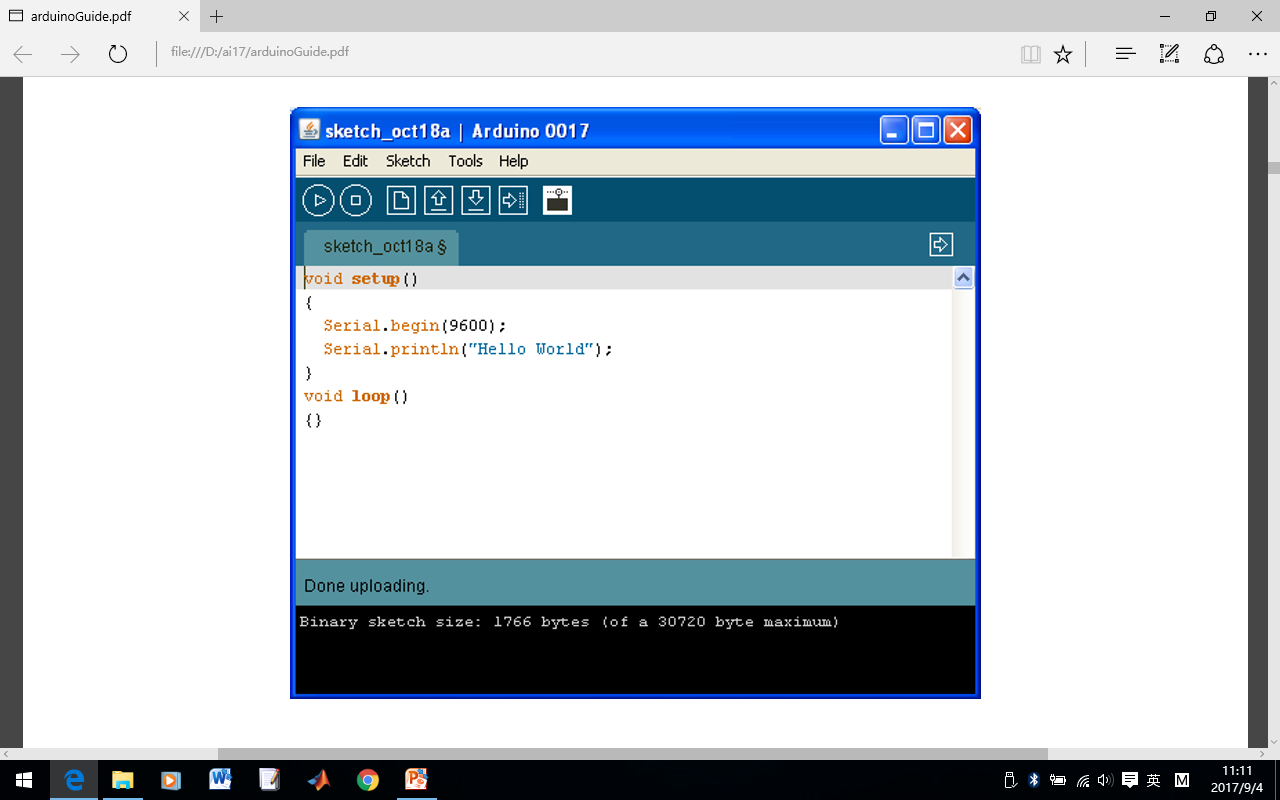 arduinoGuide.pdf
file:///D:/ai17/arduinoGuide.pdf
sketch_oct18a | Arduino 0017
File Edit Sketch Tools Help
sketch_oct18a §
void setup()
{
  Serial.begin(9600);
  Serial.println("Hello World");
}
void loop()
{}
Done uploading.
Binary sketch size: 1766 bytes (of a 30720 byte maximum)
英 M
11:11
2017/9/4